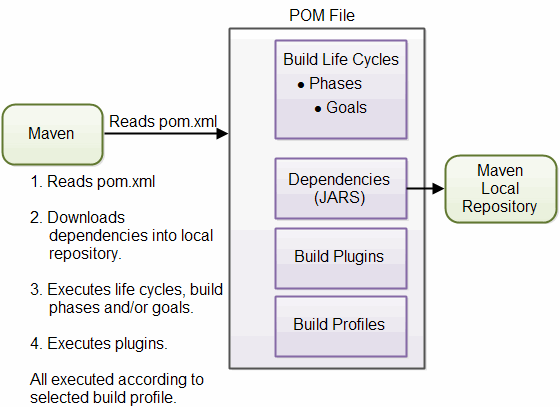 POM File
Build Life Cycles
• Phases
• Goals
Reads pom.xml
Maven
Dependencies
(JARS)
Maven
Local
Repository
Build Plugins
Build Profiles
1. Reads pom.xml
2. Downloads
dependencies into local
repository.
3. Executes life cycles, build
phases and/or goals.
4. Executes plugins.
All executed according to
selected build profile.